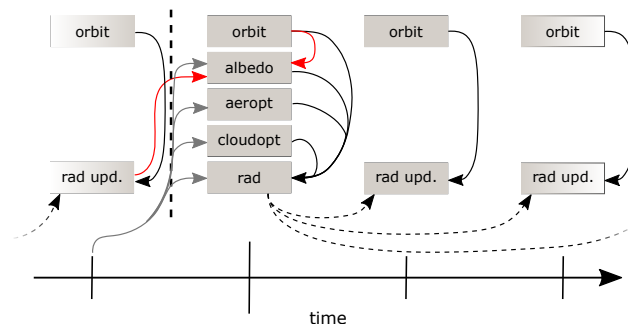 orbit
orbit
orbit
orbit
albedo
aeropt
cloudopt
rad upd.
rad
rad upd.
rad upd.
time